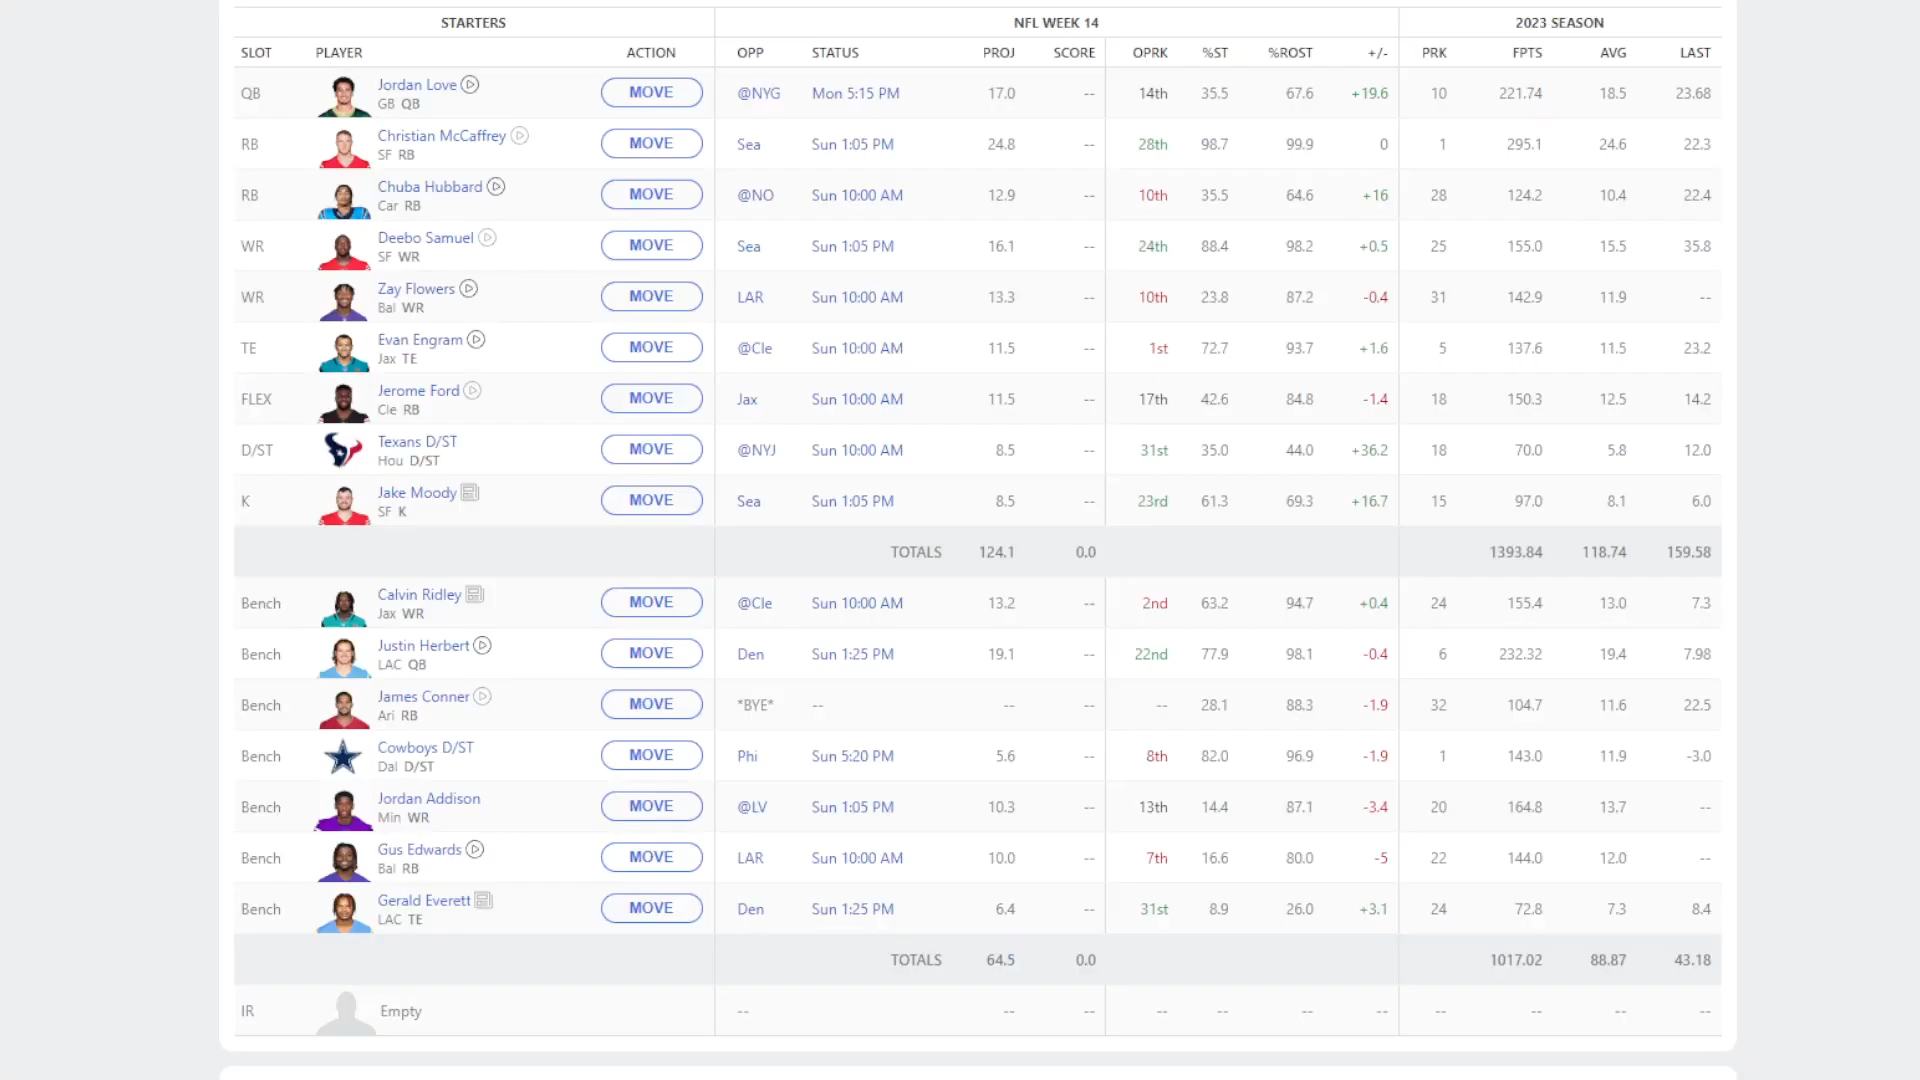 STARTERS NFL WEEK 14 2023 SEASON
SLOT PLAYER ACTION OPP STATUS PROJ SCORE OPRK %ST %ROST +/- PRK FPTS AVG LAST
QB Jordan Love MOVE @NYG Mon 5:15 PM 17.0 -- 14th 35.5 67.6 +19.6 10 221.74 18.5 23.68
GB QB
RB Christian McCaffrey MOVE Sea Sun 1:05 PM 24.8 -- 28th 98.7 99.9 0 1 295.1 24.6 22.3
SF RB
RB Chuba Hubbard MOVE @NO Sun 10:00 AM 12.9 -- 10th 35.5 64.6 +16 28 124.2 10.4 22.4
Car RB
WR Deebo Samuel MOVE Sea Sun 1:05 PM 16.1 -- 24th 88.4 98.2 +0.5 25 155.0 15.5 35.8
SF WR
WR Zay Flowers MOVE LAR Sun 10:00 AM 13.3 -- 10th 23.8 87.2 -0.4 31 142.9 11.9 --
Bal WR
TE Evan Engram MOVE @Cle Sun 10:00 AM 11.5 -- 1st 72.7 93.7 +1.6 5 137.6 11.5 23.2
Jax TE
FLEX Jerome Ford MOVE Jax Sun 10:00 AM 11.5 -- 17th 42.6 84.8 -1.4 18 150.3 12.5 14.2
Cle RB
D/ST Texans D/ST MOVE @NYJ Sun 10:00 AM 8.5 -- 31st 35.0 44.0 +36.2 18 70.0 5.8 12.0
Hou D/ST
K Jake Moody MOVE Sea Sun 1:05 PM 8.5 -- 23rd 61.3 69.3 +16.7 15 97.0 8.1 6.0
SF K
TOTALS 124.1 0.0 1393.84 118.74 159.58
Bench Calvin Ridley MOVE @Cle Sun 10:00 AM 13.2 -- 2nd 63.2 94.7 +0.4 24 155.4 13.0 7.3
Jax WR
Bench Justin Herbert MOVE Den Sun 1:25 PM 19.1 -- 22nd 77.9 98.1 -0.4 6 232.32 19.4 7.98
LAC QB
Bench James Conner MOVE *BYE* -- -- -- -- 28.1 88.3 -1.9 32 104.7 11.6 22.5
Ari RB
Bench Cowboys D/ST MOVE Phi Sun 5:20 PM 5.6 -- 8th 82.0 96.9 -1.9 1 143.0 11.9 -3.0
Dal D/ST
Bench Jordan Addison MOVE @LV Sun 1:05 PM 10.3 -- 13th 14.4 87.1 -3.4 20 164.8 13.7 --
Min WR
Bench Gus Edwards MOVE LAR Sun 10:00 AM 10.0 -- 7th 16.6 80.0 -5 22 144.0 12.0 --
Bal RB
Bench Gerald Everett MOVE Den Sun 1:25 PM 6.4 -- 31st 8.9 26.0 +3.1 24 72.8 7.3 8.4
LAC TE
TOTALS 64.5 0.0 1017.02 88.87 43.18
IR Empty -- -- -- -- -- -- -- -- -- -- --